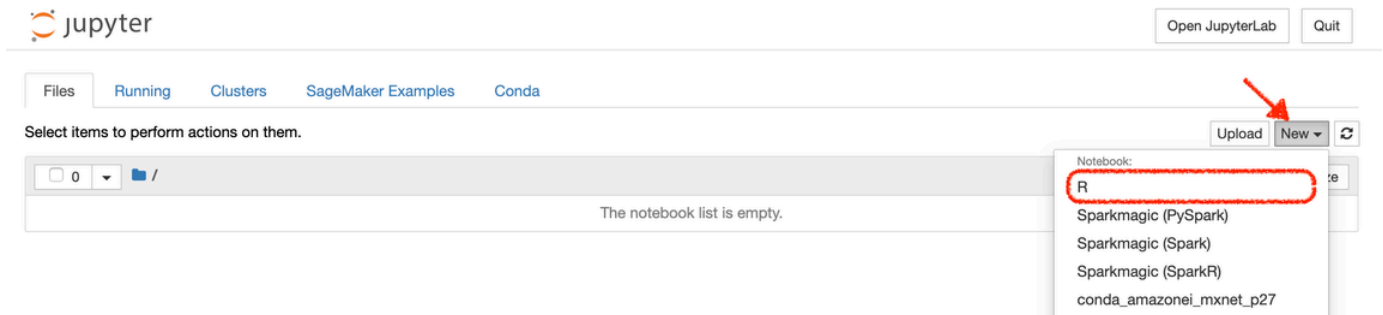 jupyter
Open JupyterLab Quit
Files Running Clusters SageMaker Examples Conda
Select items to perform actions on them.
Upload New
0 /
Notebook:
R
The notebook list is empty.
Sparkmagic (PySpark)
Sparkmagic (Spark)
Sparkmagic (SparkR)
conda_amazonei_mxnet_p27